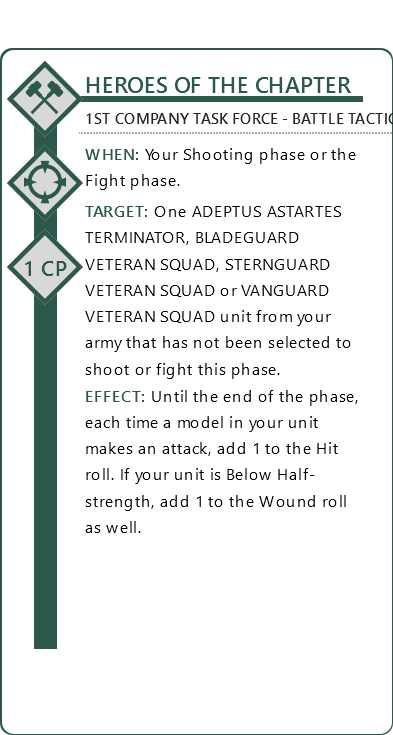 HEROES OF THE CHAPTER
1ST COMPANY TASK FORCE - BATTLE TACTIC
WHEN: Your Shooting phase or the
Fight phase.
TARGET: One ADEPTUS ASTARTES
TERMINATOR, BLADEGUARD
VETERAN SQUAD, STERNGUARD
VETERAN SQUAD or VANGUARD
VETERAN SQUAD unit from your
army that has not been selected to
shoot or fight this phase.
EFFECT: Until the end of the phase,
each time a model in your unit
makes an attack, add 1 to the Hit
roll. If your unit is Below Half-
strength, add 1 to the Wound roll
as well.
1 CP